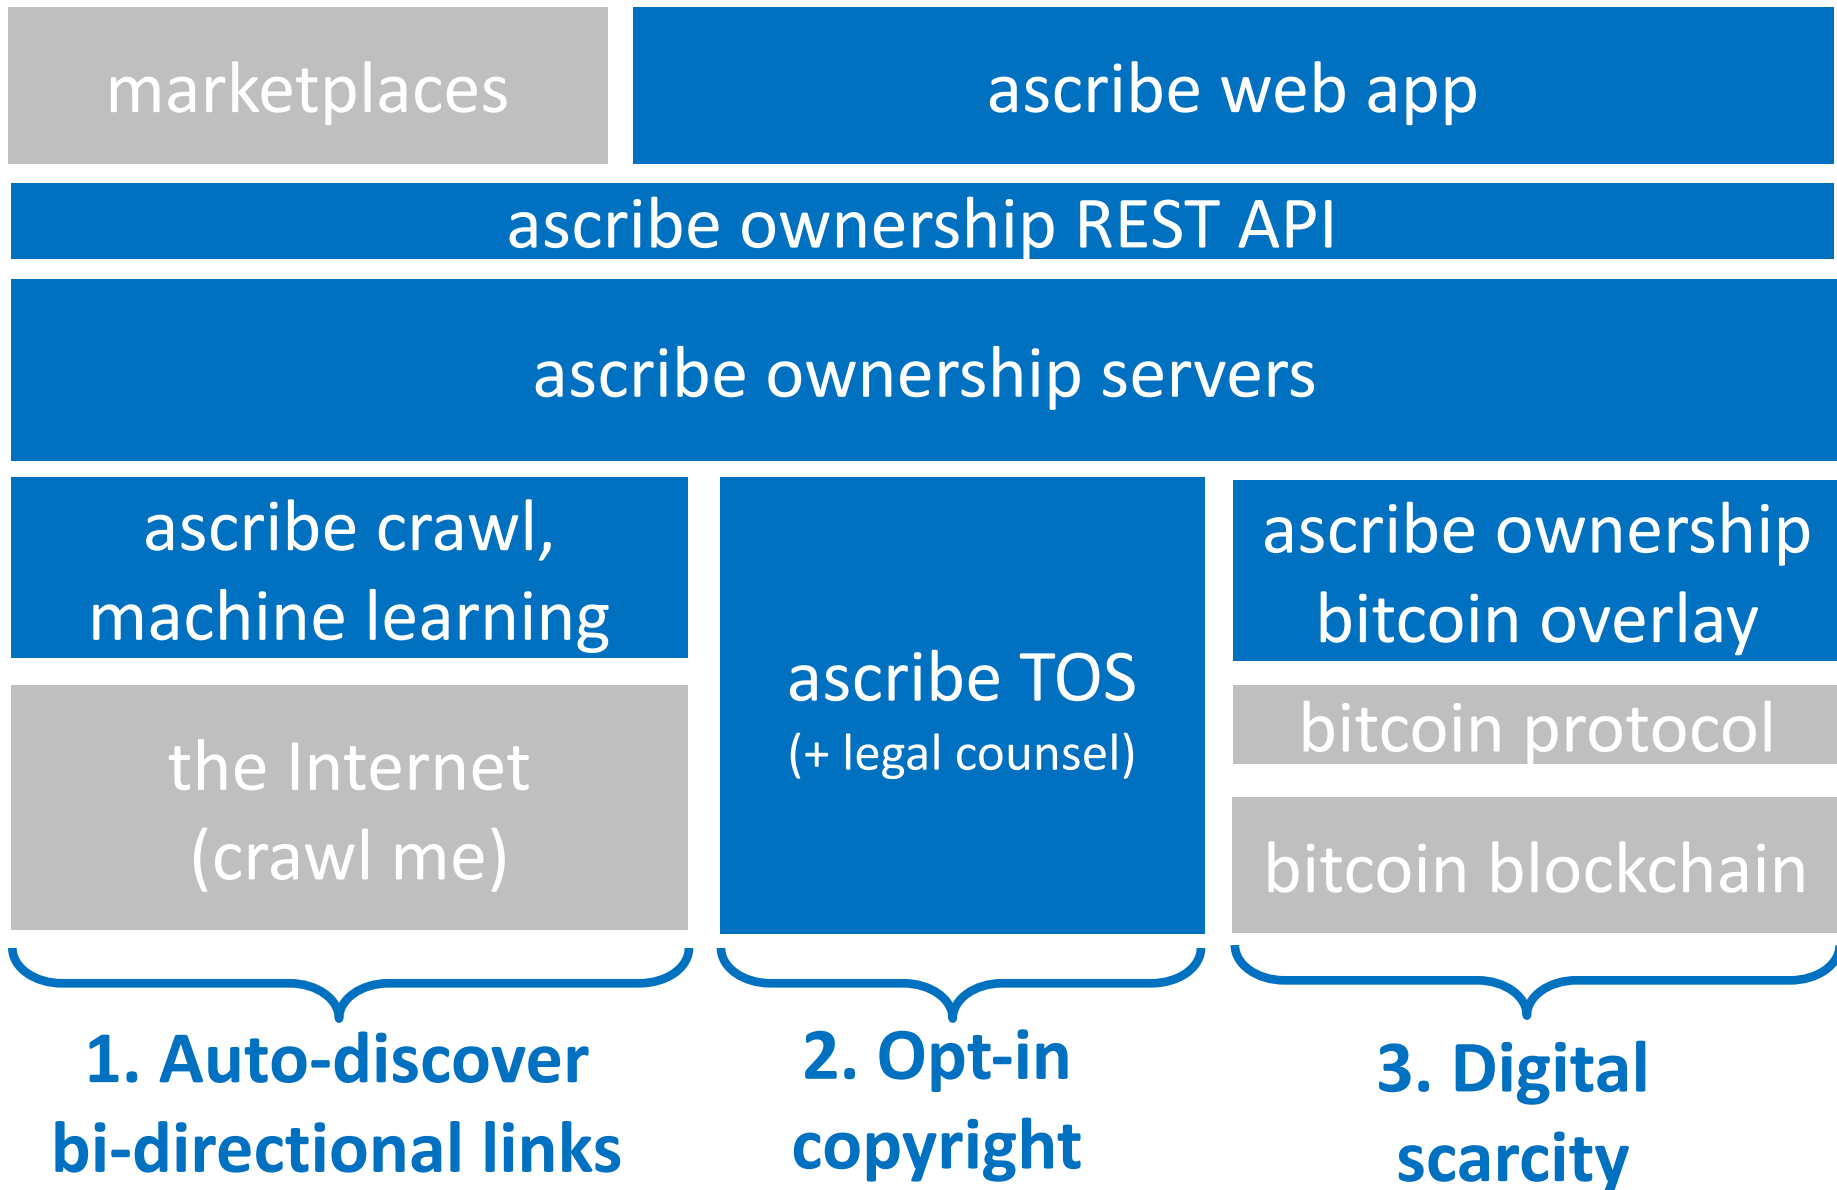 marketplaces
ascribe web app
ascribe ownership REST API
ascribe ownership servers
ascribe crawl,
machine learning
the Internet
(crawl me)
ascribe TOS
(+ legal counsel)
ascribe ownership
bitcoin overlay
bitcoin protocol
bitcoin blockchain
1. Auto-discover
bi-directional links
2. Opt-in
copyright
3. Digital
scarcity